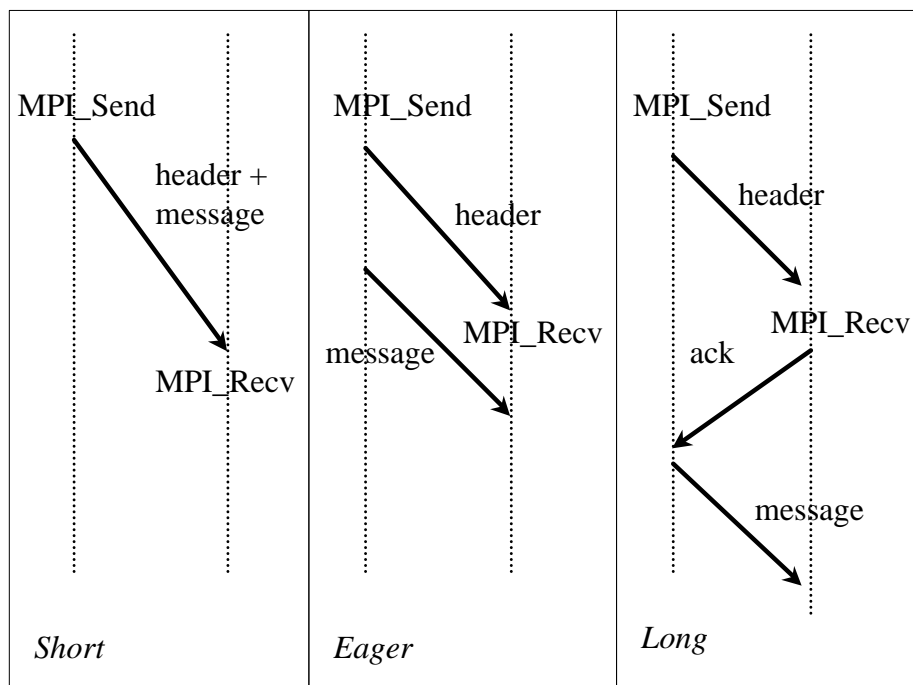 MPI_Send
header +
message
MPI_Recv
Short
MPI_Send
header
MPI_Recv
message
Eager
MPI_Send
header
MPI_Recv
ack
message
Long